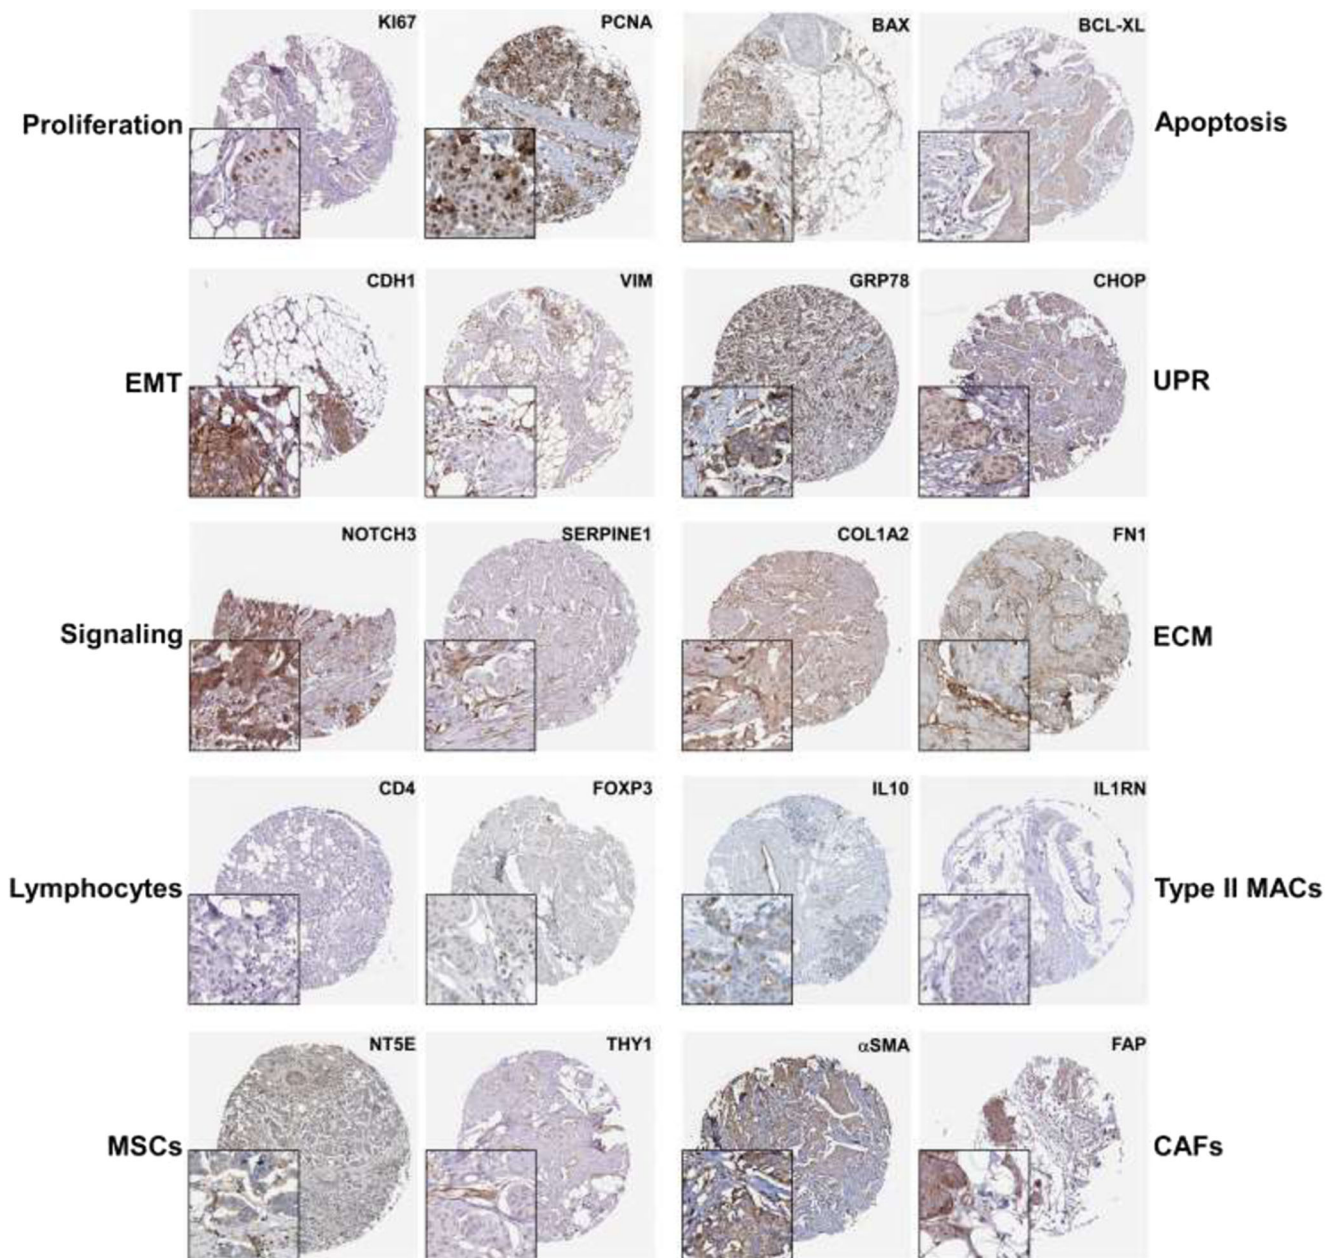 KI67 PCNA BAX BCL-XL
Proliferation Apoptosis
CDH1 VIM GRP78 CHOP
EMT UPR
NOTCH3 SERPINE1 COL1A2 FN1
Signaling ECM
CD4 FOXP3 IL10 IL1RN
Lymphocytes Type II MACs
NT5E THY1 αSMA FAP
MSCs CAFs